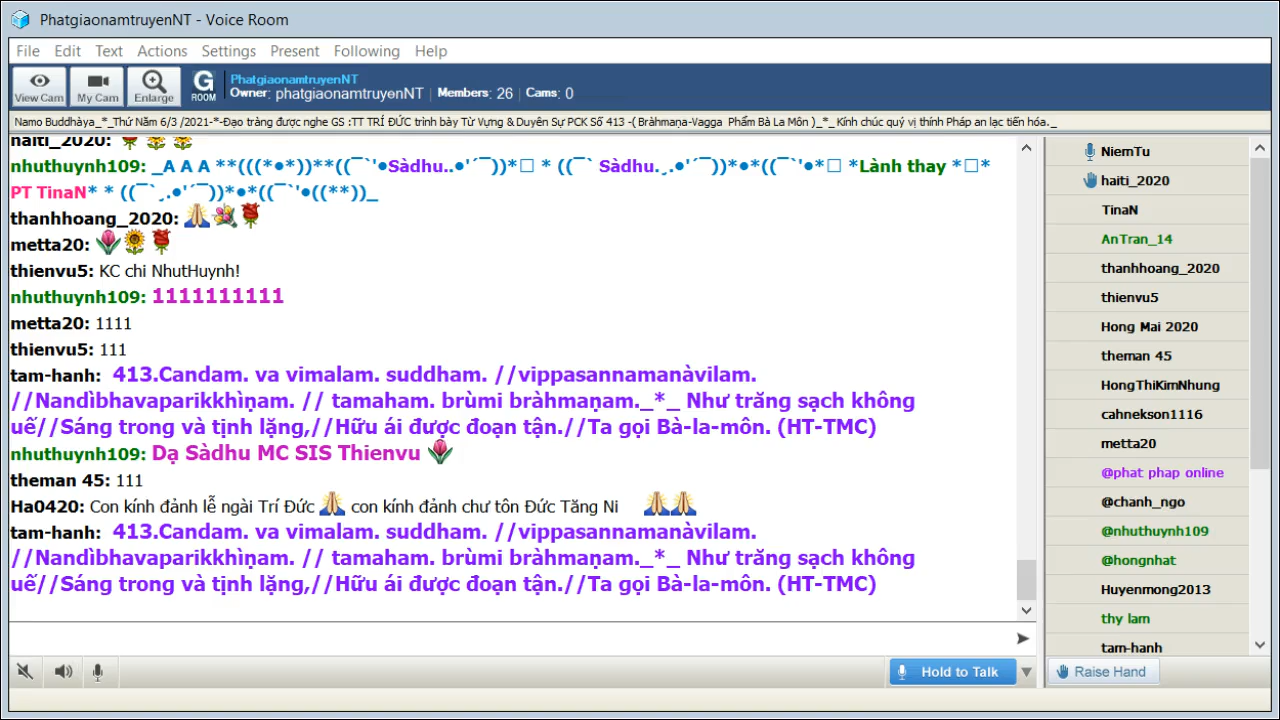 PhatgiaonamtruyenNT - Voice Room
File Edit Text Actions Settings Present Following Help
View Cam My Cam Enlarge G ROOM
PhatgiaonamtruyenNT
Owner: phatgiaonamtruyenNT | Members: 26 | Cams: 0
Namo Buddhàya_*_Thứ Năm 6/3 /2021-*-Đạo tràng được nghe GS :TT TRÍ ĐỨC trình bày Từ Vựng & Duyên Sự PCK Số 413 -( Bràhmaṇa-Vagga Phẩm Bà La Môn )_*_ Kính chúc quý vị thính Pháp an lạc tiến hóa._
haiti_2020:
nhuthuynh109: _A A A **(((*●*))**((¯`'●Sàdhu..●'´¯))*□ * ((¯` Sàdhu.¸.●'´¯))*●*((¯`'●*□ *Lành thay *□*
PT TinaN* * ((¯`¸.●'´¯))*●*((¯`'●((**))_
thanhhoang_2020:
metta20:
thienvu5: KC chi NhutHuynh!
nhuthuynh109: 1111111111
metta20: 1111
thienvu5: 111
tam-hanh: 413.Candam. va vimalam. suddham. //vippasannamanàvilam.
//Nandìbhavaparikkhìṇam. // tamaham. brùmi bràhmaṇam._*_ Như trăng sạch không
uế//Sáng trong và tịnh lặng,//Hữu ái được đoạn tận.//Ta gọi Bà-la-môn. (HT-TMC)
nhuthuynh109: Dạ Sàdhu MC SIS Thienvu
theman 45: 111
Ha0420: Con kính đảnh lễ ngài Trí Đức con kính đảnh chư tôn Đức Tăng Ni
tam-hanh: 413.Candam. va vimalam. suddham. //vippasannamanàvilam.
//Nandìbhavaparikkhìṇam. // tamaham. brùmi bràhmaṇam._*_ Như trăng sạch không
uế//Sáng trong và tịnh lặng,//Hữu ái được đoạn tận.//Ta gọi Bà-la-môn. (HT-TMC)
NiemTu
haiti_2020
TinaN
AnTran_14
thanhhoang_2020
thienvu5
Hong Mai 2020
theman 45
HongThiKimNhung
cahnekson1116
metta20
@phat phap online
@chanh_ngo
@nhuthuynh109
@hongnhat
Huyenmong2013
thy lam
tam-hanh
Hold to Talk
Raise Hand